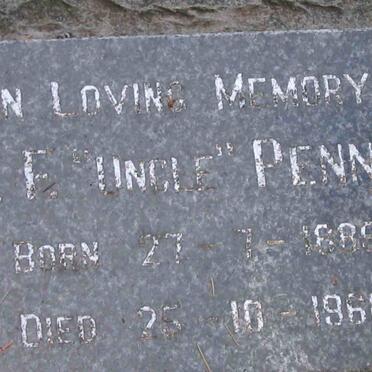 N LOVING MEMORY
F. "UNCLE" PENN
BORN 27-7-188
DIED 25-10-196